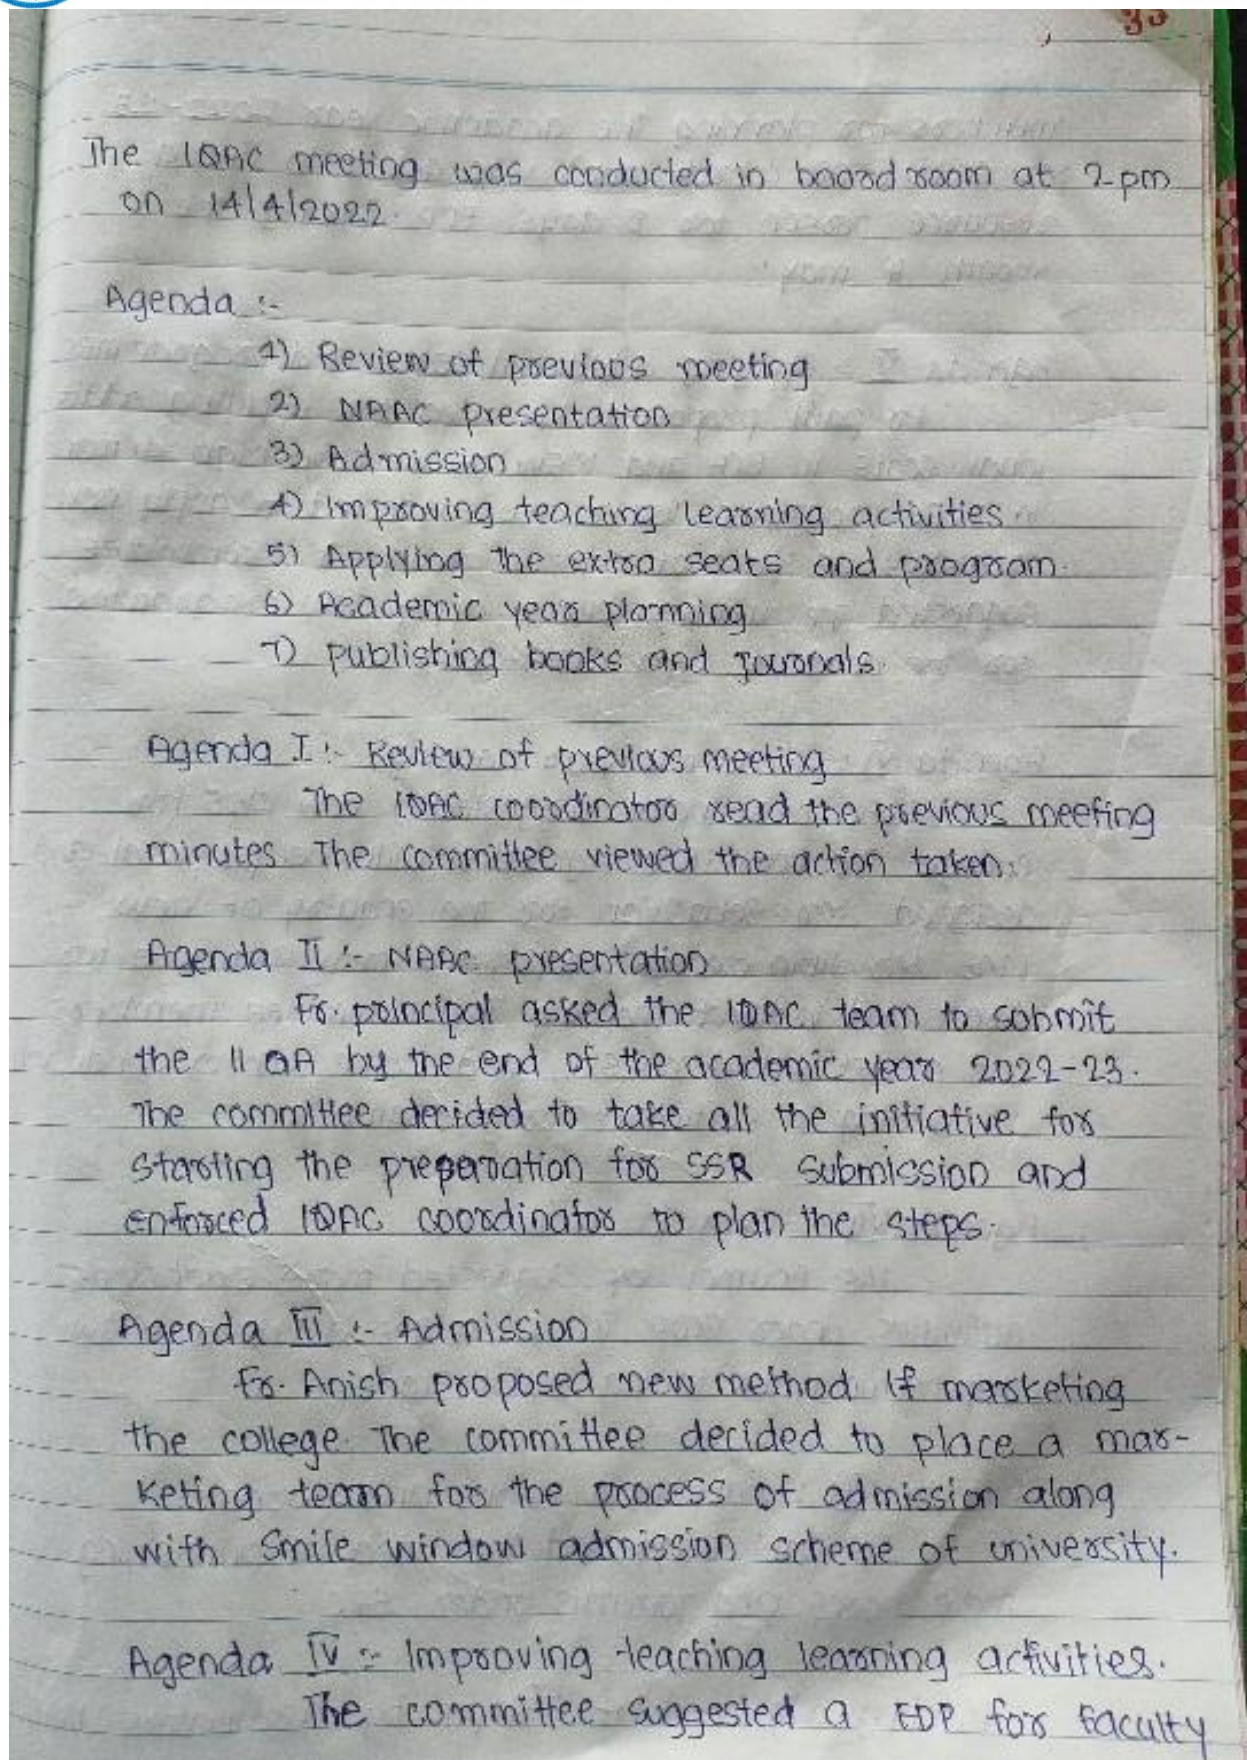 33
The IQAC meeting was conducted in board room at 2pm
on 14/4/2022.
Agenda :-
1) Review of previous meeting
2) NAAC presentation
3) Admission
4) Improving teaching learning activities.
5) Applying the extra seats and program.
6) Academic year planning
7) publishing books and Journals.
Agenda I :- Review of previous meeting
The IQAC coordinator read the previous meeting
minutes The committee viewed the action taken.
Agenda II :- NAAC presentation
Fr. principal asked the IQAC team to submit
the IIQA by the end of the academic year 2022-23.
The committee decided to take all the initiative for
starting the preparation for SSR submission and
enforced IQAC coordinator to plan the steps.
Agenda III :- Admission
Fr. Anish proposed new method If marketing
the college. The committee decided to place a mar-
keting team for the process of admission along
with Smile window admission scheme of university.
Agenda IV :- Improving teaching learning activities.
The committee suggested a FDP for faculty